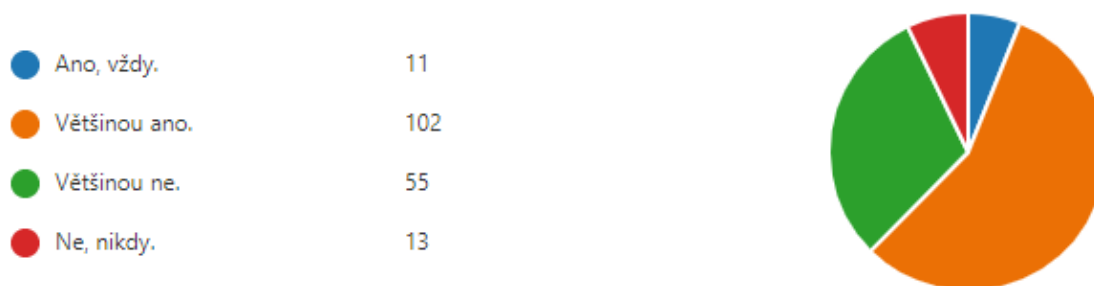 Ano, vždy. 11
Většinou ano. 102
Většinou ne. 55
Ne, nikdy. 13